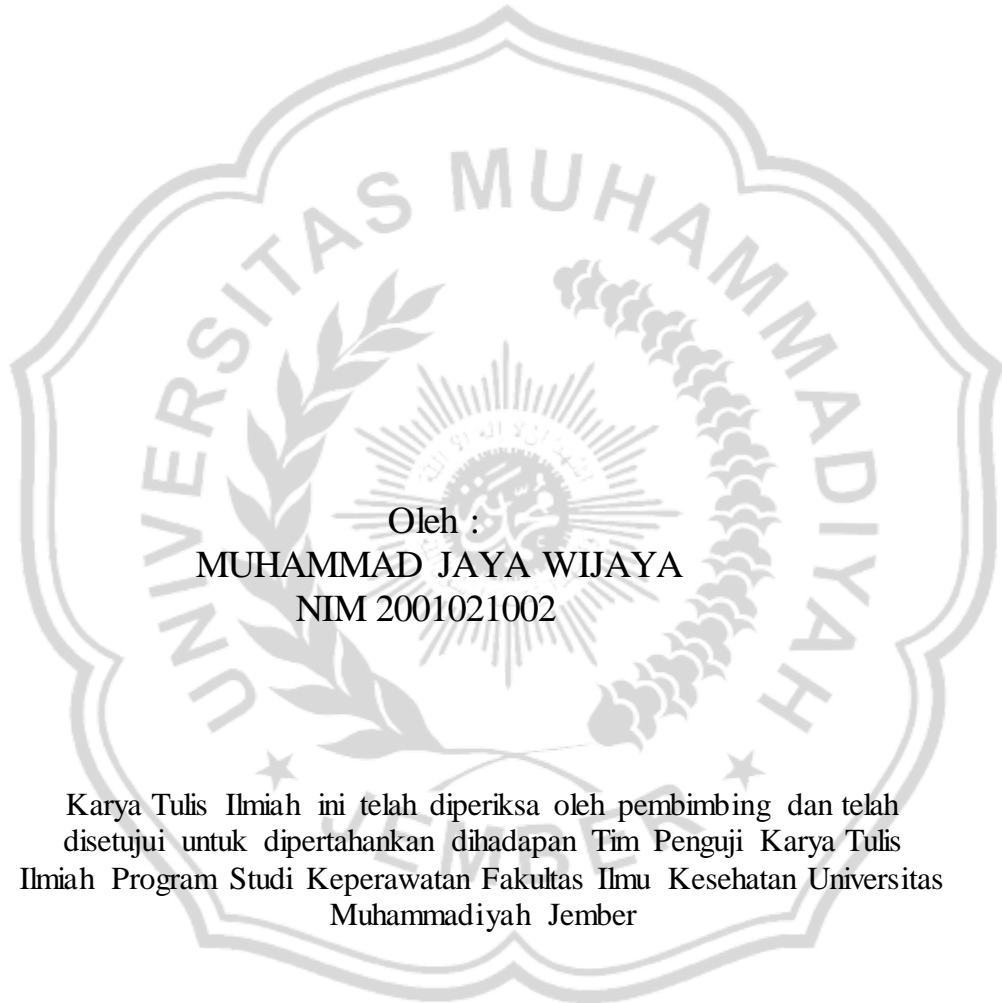 UNIVERSITAS MUHAMMADIYAH
Oleh :
MUHAMMAD JAYA WIJAYA
NIM 2001021002
Karya Tulis Ilmiah ini telah diperiksa oleh pembimbing dan telah
disetujui untuk dipertahankan dihadapan Tim Penguji Karya Tulis
Ilmiah Program Studi Keperawatan Fakultas Ilmu Kesehatan Universitas
Muhammadiyah Jember
JEMBER